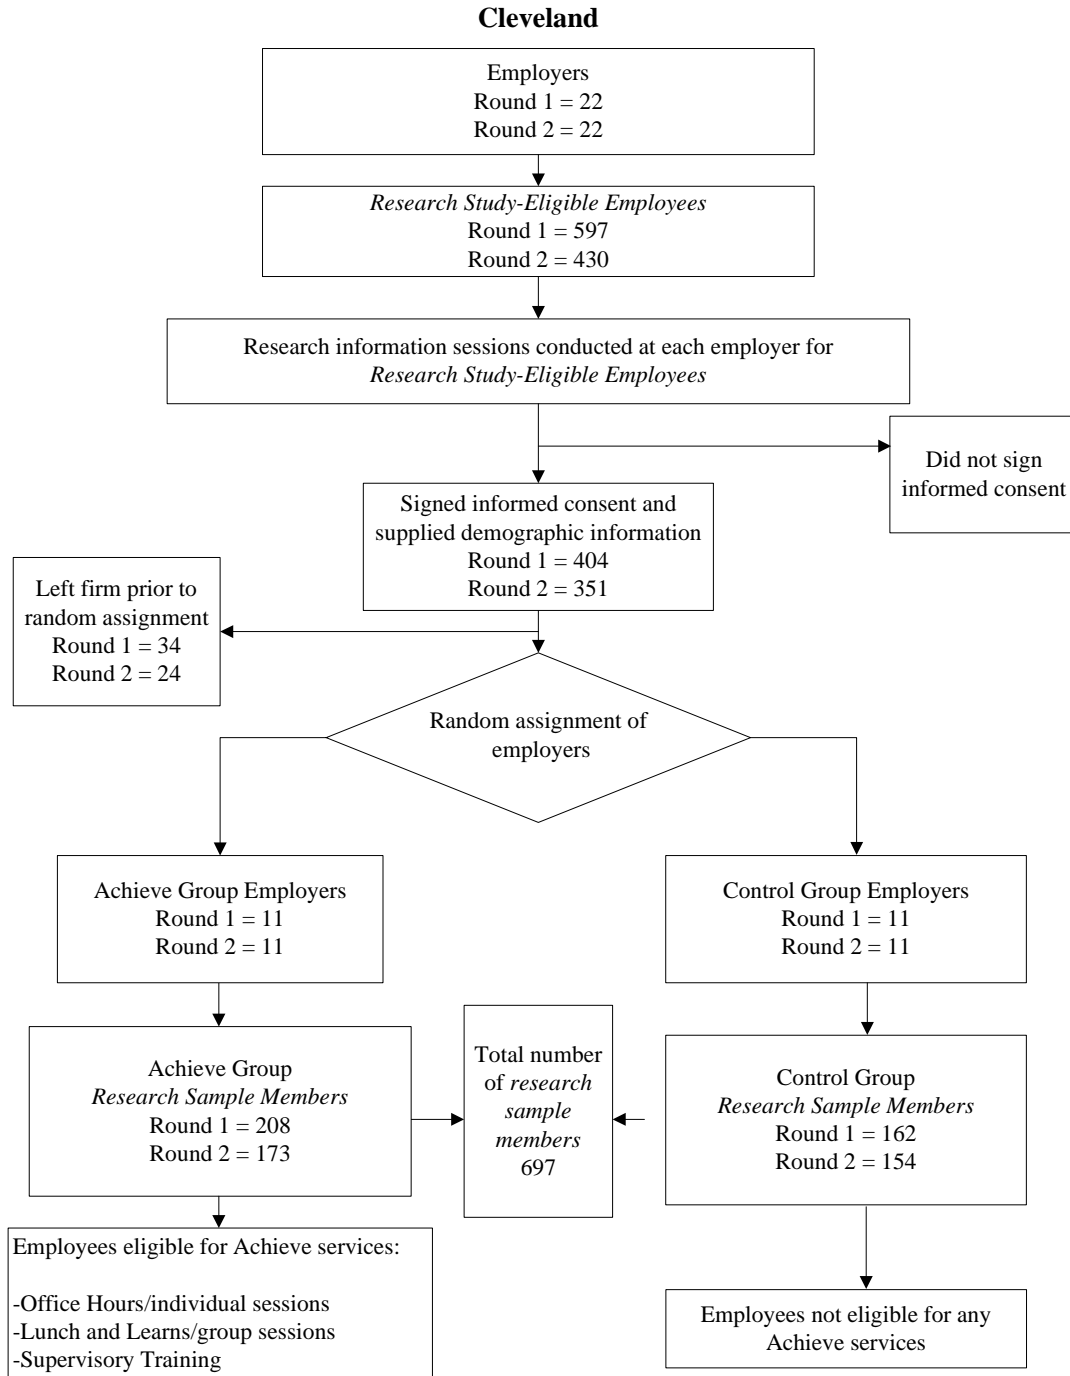 Cleveland
Employers
Round 1 = 22
Round 2 = 22
Research Study-Eligible Employees
Round 1 = 597
Round 2 = 430
Research information sessions conducted at each employer for
Research Study-Eligible Employees
Did not sign
informed consent
Signed informed consent and
supplied demographic information
Round 1 = 404
Round 2 = 351
Left firm prior to
random assignment
Round 1 = 34
Round 2 = 24
Random assignment of
employers
Achieve Group Employers
Round 1 = 11
Round 2 = 11
Control Group Employers
Round 1 = 11
Round 2 = 11
Achieve Group
Research Sample Members
Round 1 = 208
Round 2 = 173
Total number
of research
sample
members
697
Control Group
Research Sample Members
Round 1 = 162
Round 2 = 154
Employees eligible for Achieve services:
-Office Hours/individual sessions
-Lunch and Learns/group sessions
-Supervisory Training
Employees not eligible for any
Achieve services